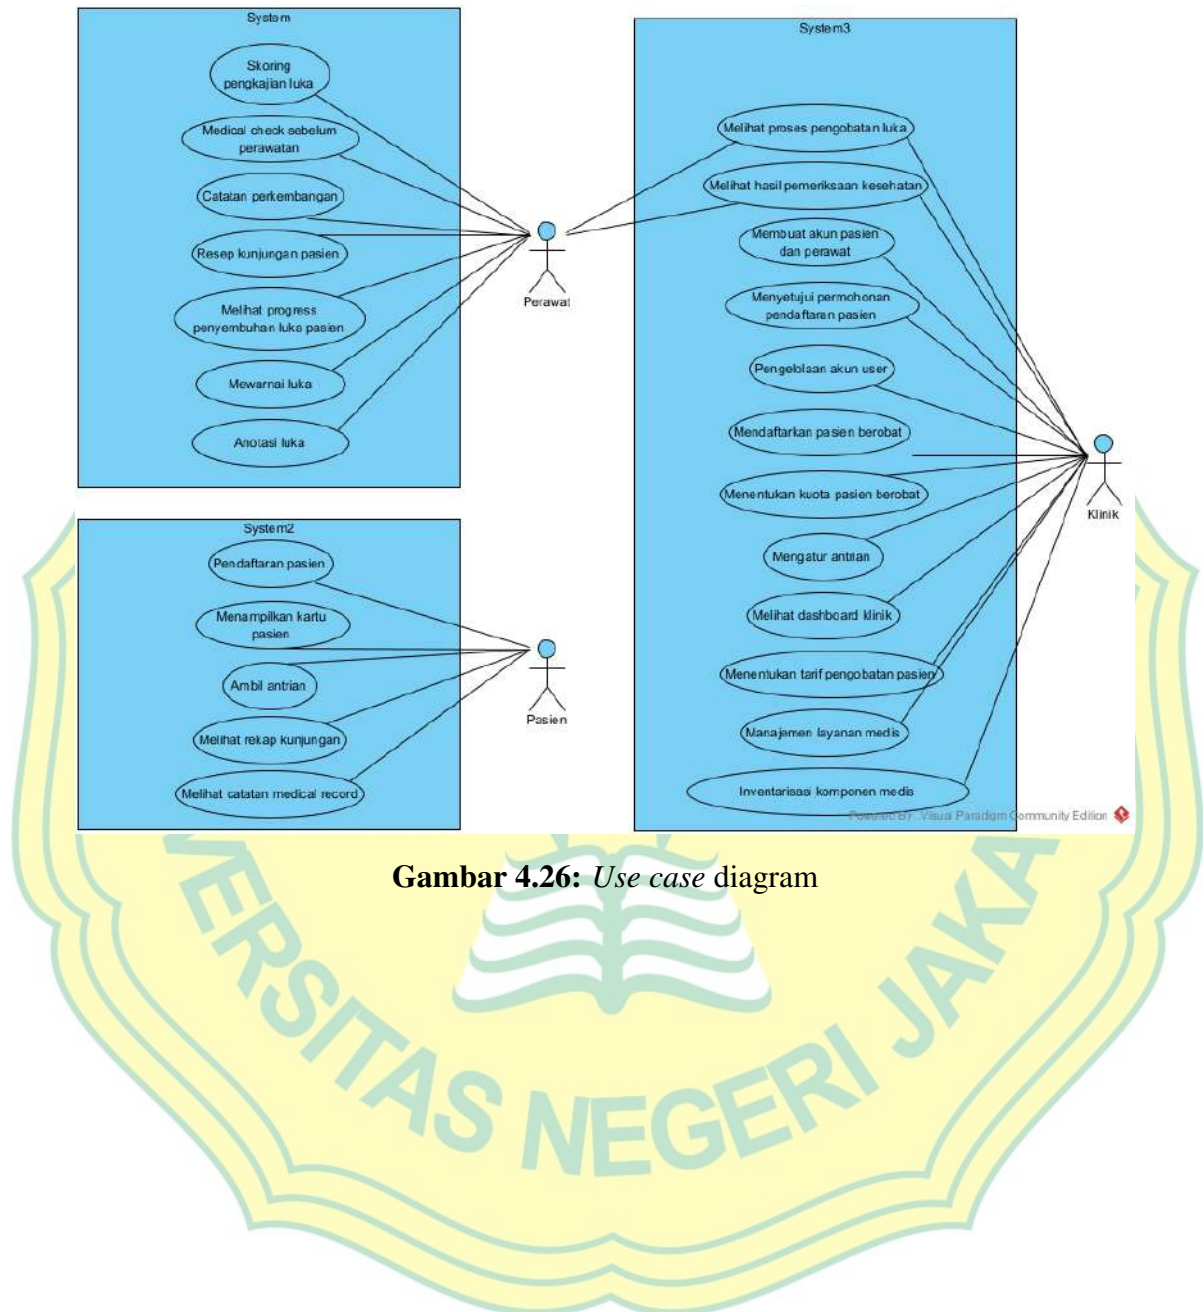 System
Skoring
pengkajian luka
Medical check sebelum
perawatan
Catatan perkembangan
Resep kunjungan pasien
Melihat progress
penyembuhan luka pasien
Mewarnai luka
Anotasi luka
Perawat
System2
Pendaftaran pasien
Menampilkan kartu
pasien
Ambil antrian
Melihat rekap kunjungan
Melihat catatan medical record
Pasien
System3
Melihat proses pengobatan luka
Melihat hasil pemeriksaan kesehatan
Membuat akun pasien
dan perawat
Menyetujui permohonan
pendaftaran pasien
Pengelolaan akun user
Mendaftarkan pasien berobat
Menentukan kuota pasien berobat
Mengatur antrian
Melihat dashboard klinik
Menentukan tarif pengobatan pasien
Manajemen layanan medis
Inventarisasi komponen medis
Klinik
Powered By Visual Paradigm Community Edition
Gambar 4.26: Use case diagram
VERSITAS NEGERI JAKA